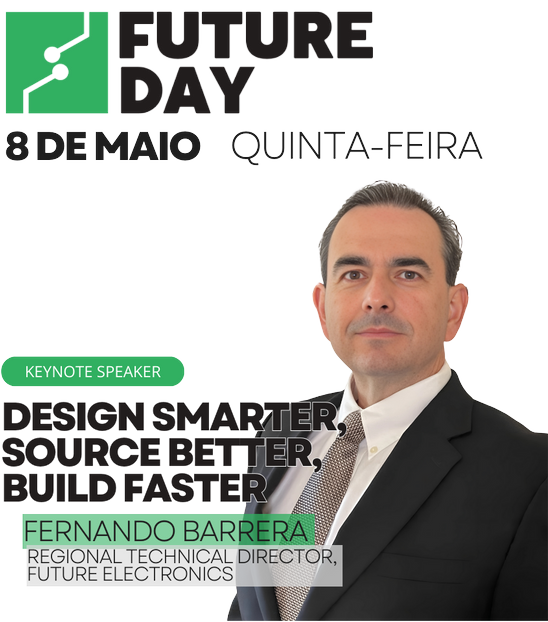 FUTURE
DAY
8 DE MAIO QUINTA-FEIRA
KEYNOTE SPEAKER
DESIGN SMARTER,
SOURCE BETTER,
BUILD FASTER
FERNANDO BARRERA
REGIONAL TECHNICAL DIRECTOR,
FUTURE ELECTRONICS